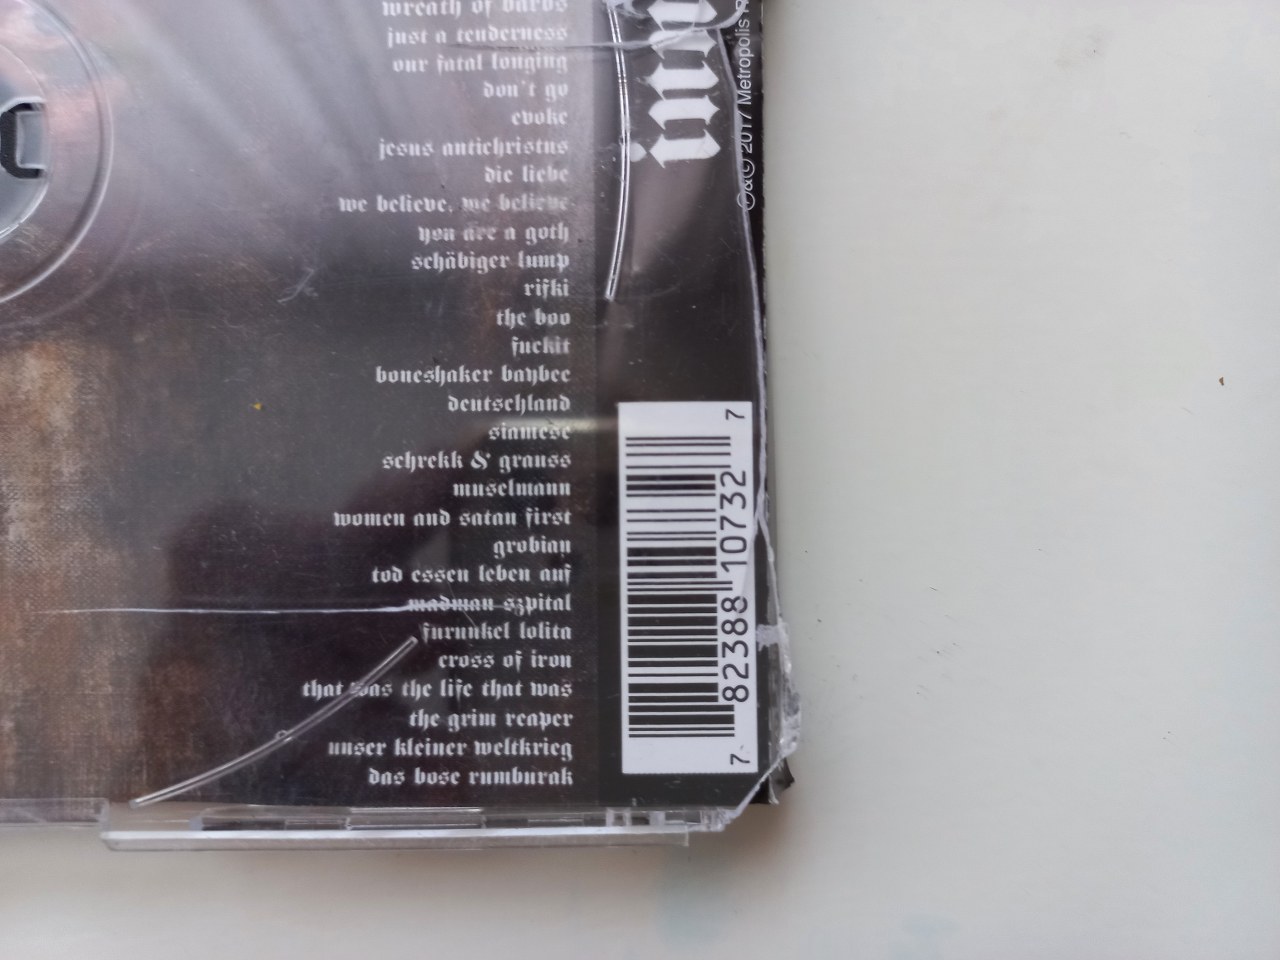 wreath of barbs
just a tenderness
our fatal longing
don't go
evoke
jesus antichristus
die liebe
we believe, we believe
you are a goth
schäbiger lump
rifki
the boo
fuckit
boneshaker baybee
deutschland
siamese
schrekk & grauss
muselmann
women and satan first
grobian
tod essen leben auf
madman szpital
furunkel lolita
cross of iron
that was the life that was
the grim reaper
unser kleiner weltkrieg
das bose rumburak
℗&© 2017 Metropolis
7 82388 10732 7